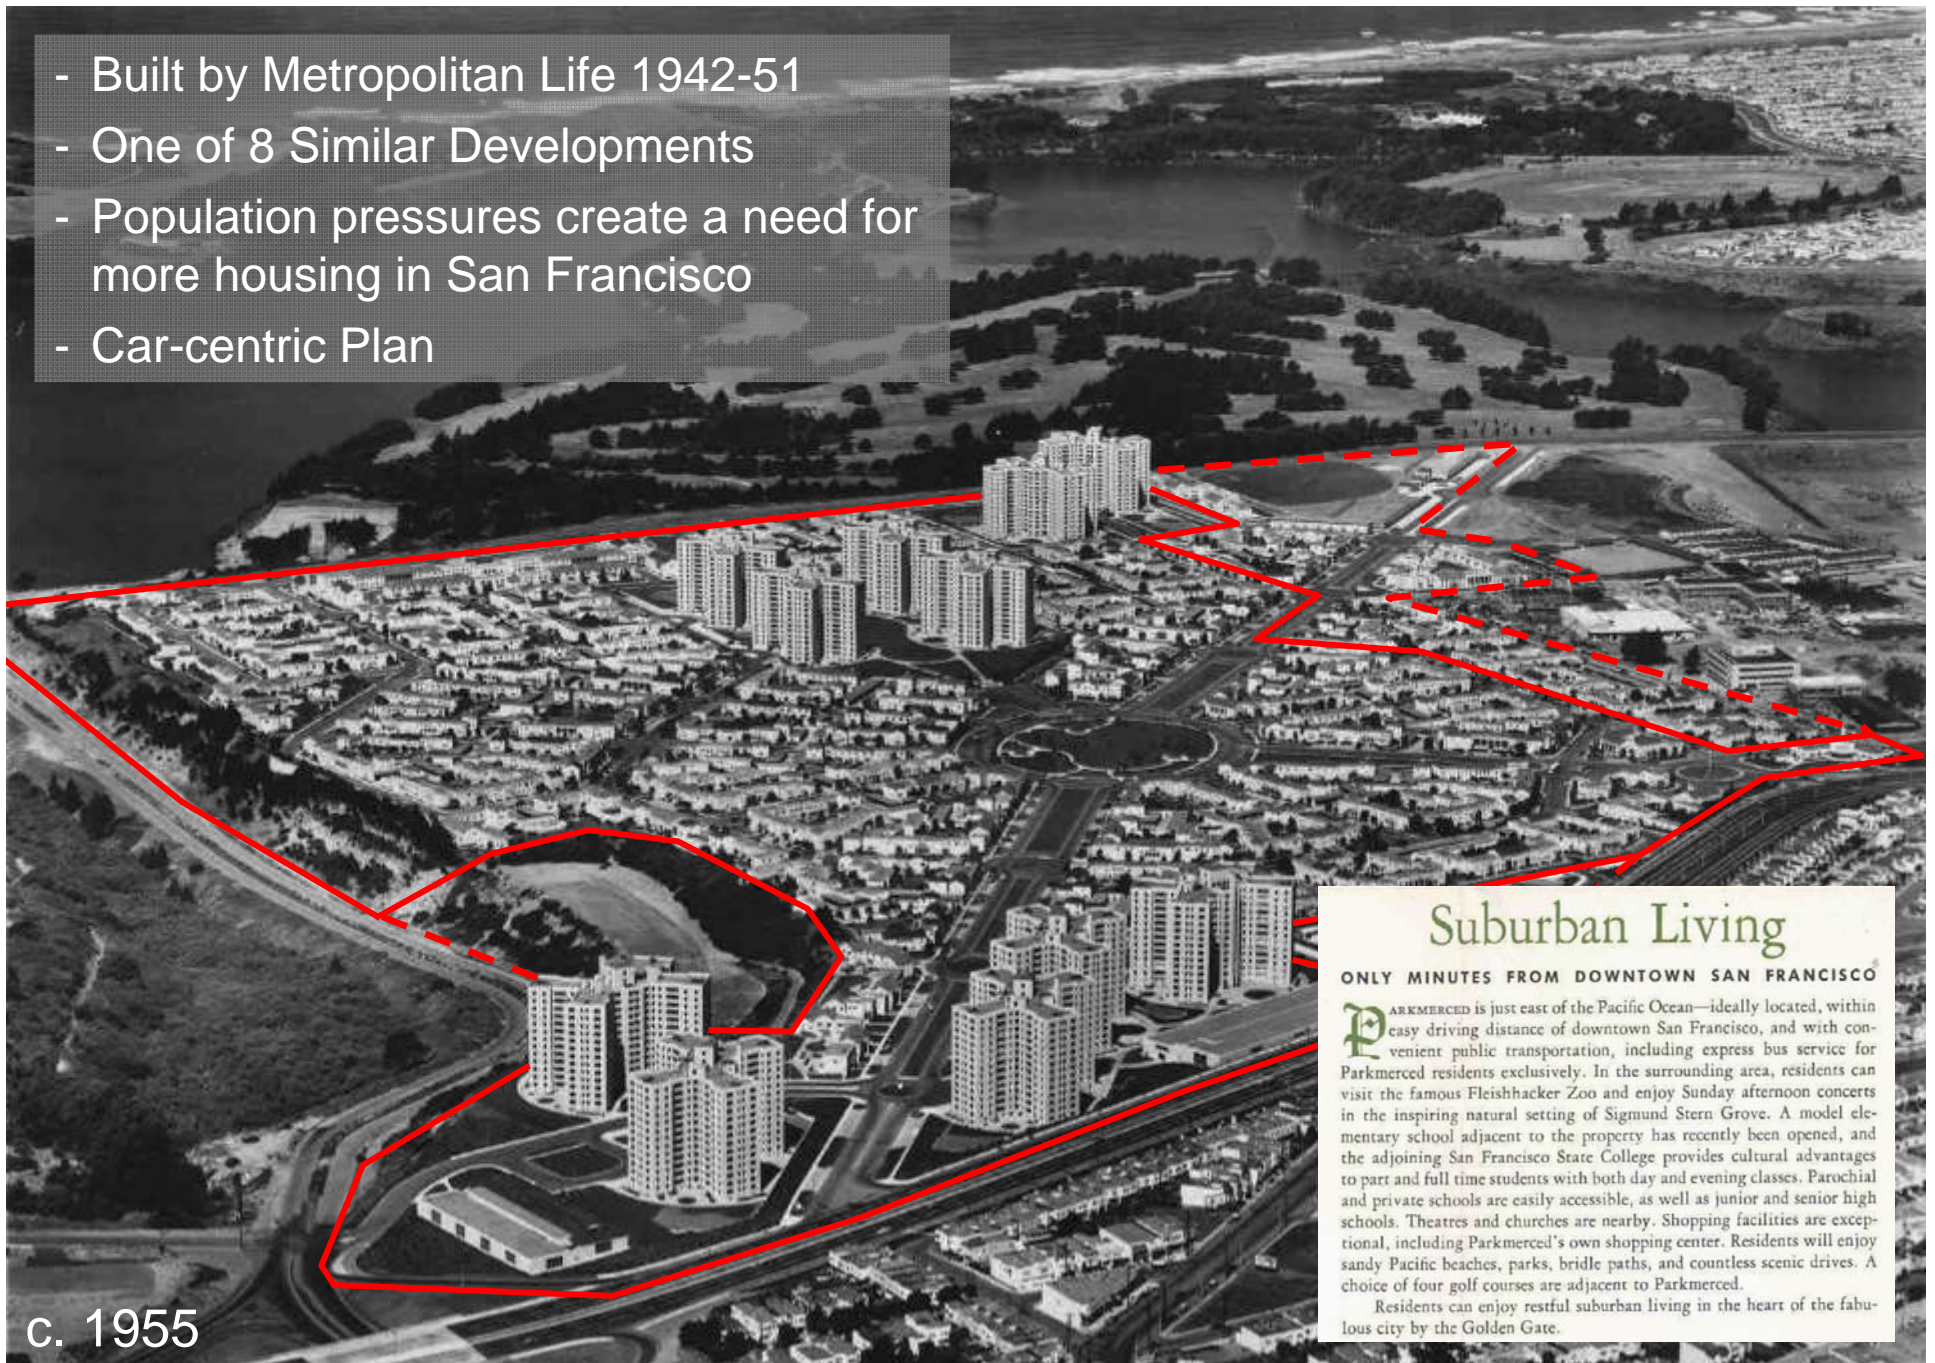 - Built by Metropolitan Life 1942-51
- One of 8 Similar Developments
- Population pressures create a need for
more housing in San Francisco
- Car-centric Plan
Suburban Living
ONLY MINUTES FROM DOWNTOWN SAN FRANCISCO
PARKMERCED is just east of the Pacific Ocean—ideally located, within
easy driving distance of downtown San Francisco, and with con-
venient public transportation, including express bus service for
Parkmerced residents exclusively. In the surrounding area, residents can
visit the famous Fleishhacker Zoo and enjoy Sunday afternoon concerts
in the inspiring natural setting of Sigmund Stern Grove. A model ele-
mentary school adjacent to the property has recently been opened, and
the adjoining San Francisco State College provides cultural advantages
to part and full time students with both day and evening classes. Parochial
and private schools are easily accessible, as well as junior and senior high
schools. Theatres and churches are nearby. Shopping facilities are excep-
tional, including Parkmerced's own shopping center. Residents will enjoy
sandy Pacific beaches, parks, bridle paths, and countless scenic drives. A
choice of four golf courses are adjacent to Parkmerced.
Residents can enjoy restful suburban living in the heart of the fabu-
lous city by the Golden Gate.
c. 1955